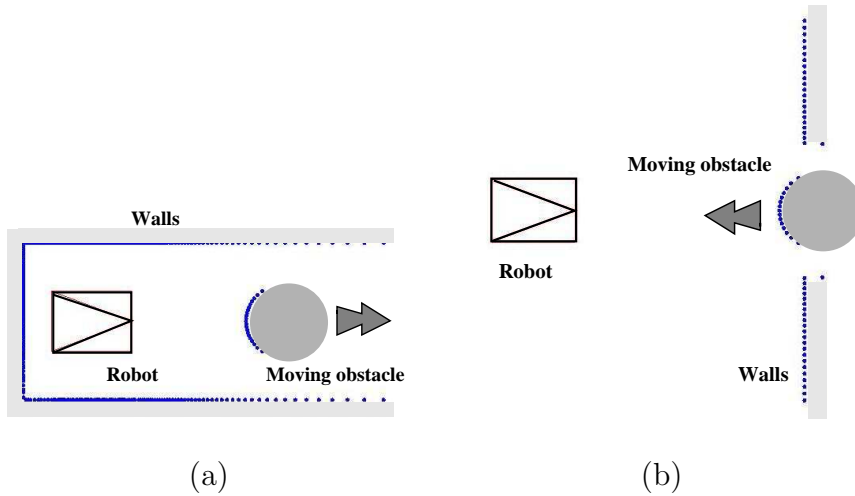 Walls
Robot
Moving obstacle
(a)
Moving obstacle
Robot
Walls
(b)